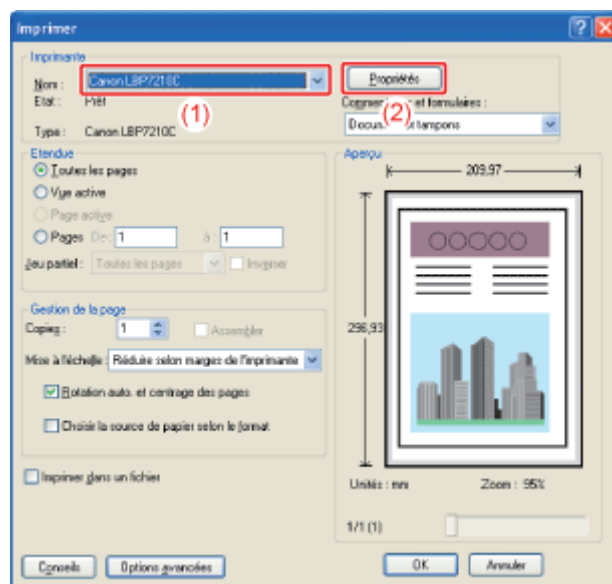 Imprimer
Imprimante
Nom : Canon LBP7210C
Propriétés
Etat : Prêt
(1)
(2)
Type : Canon LBP7210C
Etendue
Toutes les pages
Vue active
Page active
Pages De : 1 à : 1
Jeu partiel : Toutes les pages Inverser
Gestion de la page
Copies : 1 Assembler
Mise à l'échelle : Réduire selon marges de l'imprimante
Rotation auto. et centrage des pages
Choisir la source de papier selon le format
Imprimer dans un fichier
Aperçu
209,97
296,93
Unités : mm Zoom : 95%
1/1 (1)
Conseils Options avancées OK Annuler